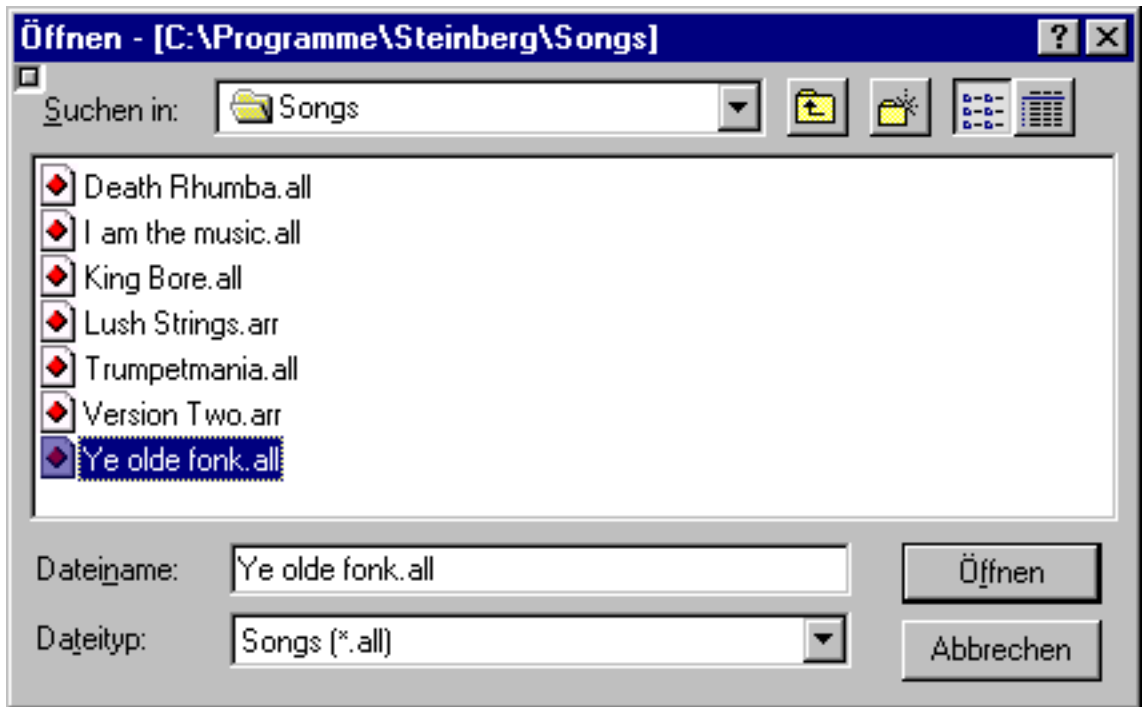 Öffnen - [C:\Programme\Steinberg\Songs]
Suchen in: Songs
Death Rhumba.all
I am the music.all
King Bore.all
Lush Strings.arr
Trumpetmania.all
Version Two.arr
Ye olde fonk.all
Dateiname: Ye olde fonk.all Öffnen
Dateityp: Songs (*.all) Abbrechen